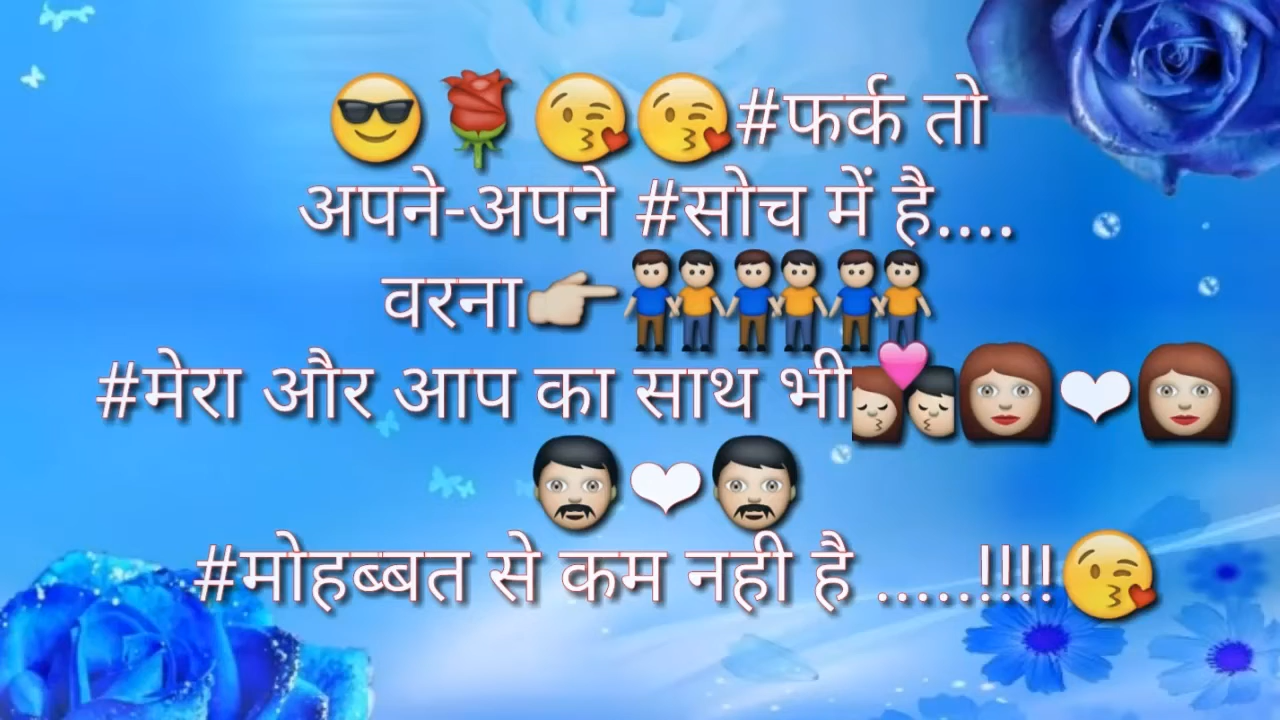 😎🌹😘😘#फर्क तो
अपने-अपने #सोच में है....
वरना👉👬👬👬
#मेरा और आप का साथ भी💏👩❤👩
👨❤👨
#मोहब्बत से कम नही है .....!!!!😘